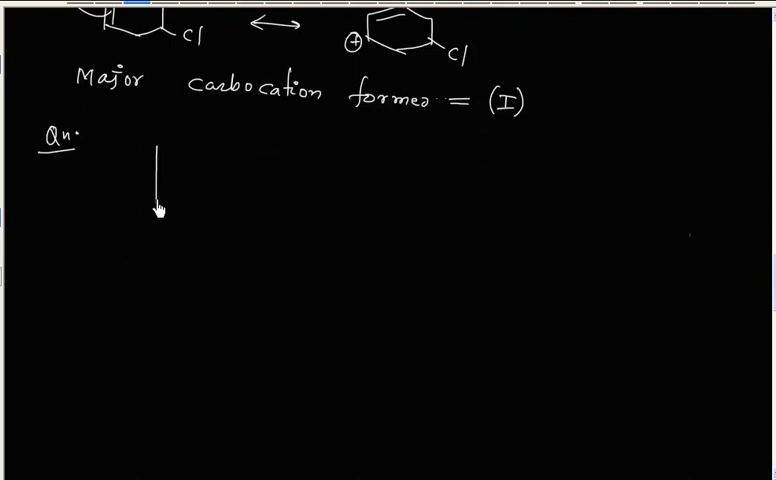 Cl
⊕ Cl
Major carbocation formed = (I)
Qn.